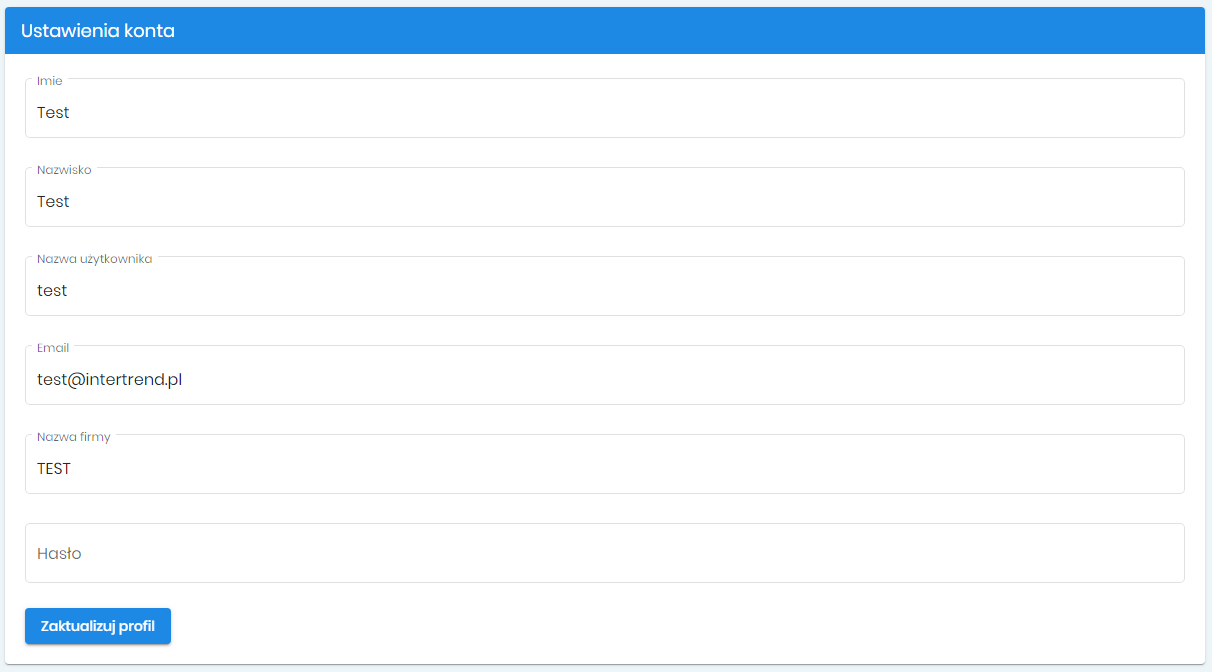 Ustawienia konta
Imie
Test
Nazwisko
Test
Nazwa użytkownika
test
Email
test@intertrend.pl
Nazwa firmy
TEST
Hasło
Zaktualizuj profil